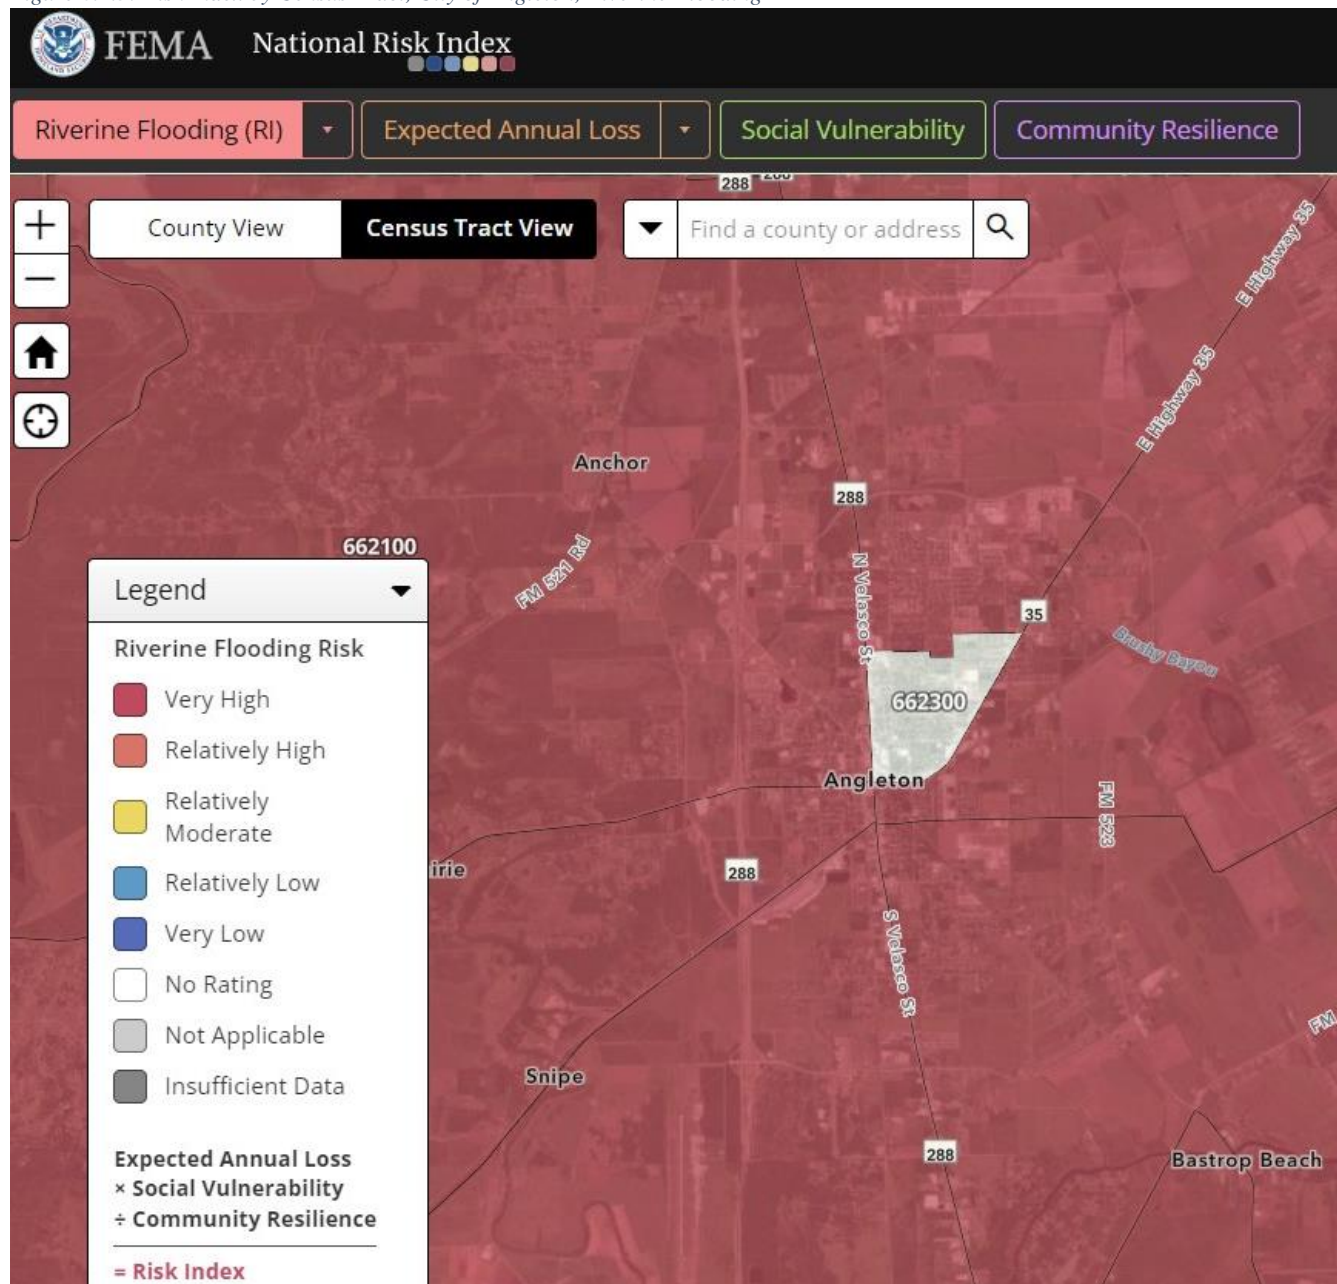 FEMA National Risk Index
Riverine Flooding (RI)
Expected Annual Loss
Social Vulnerability
Community Resilience
288
County View
Census Tract View
Find a county or address
E Highway 35
E Highway 35
Anchor
288
662100
FM 521 Rd
N Velasco St
35
Brushy Bayou
662300
Angleton
FM 523
irie
288
S Velasco St
FM
Snipe
288
Bastrop Beach
Legend
Riverine Flooding Risk
Very High
Relatively High
Relatively
Moderate
Relatively Low
Very Low
No Rating
Not Applicable
Insufficient Data
Expected Annual Loss
× Social Vulnerability
÷ Community Resilience
= Risk Index